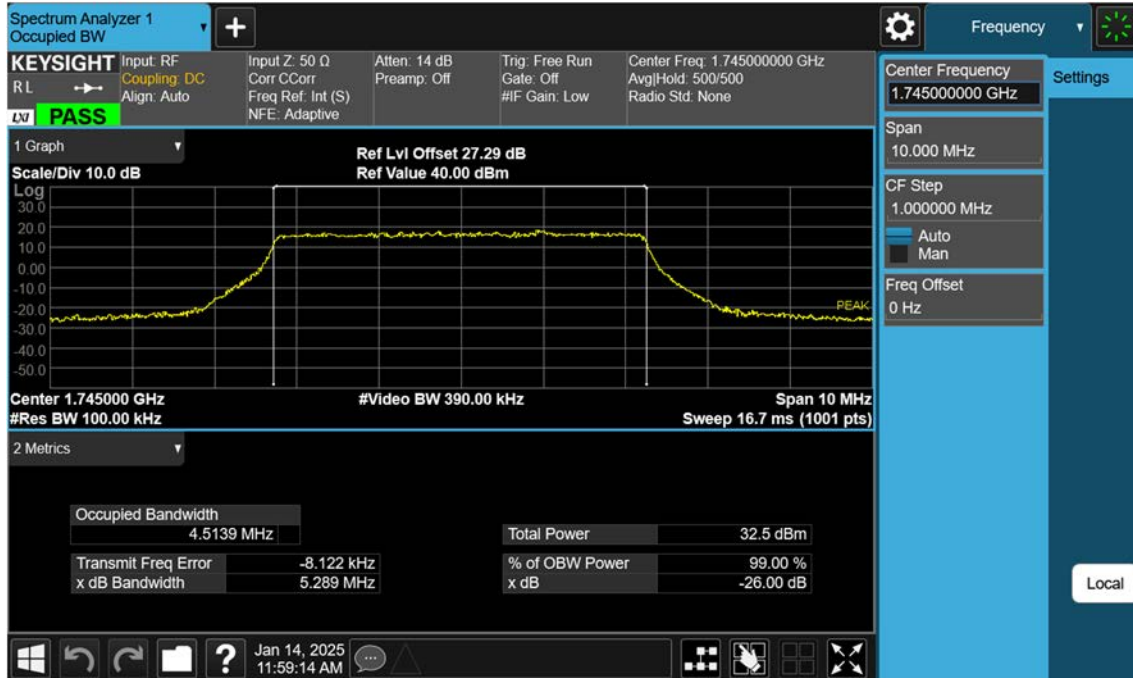 Spectrum Analyzer 1
Occupied BW
+
Frequency
KEYSIGHT
R L
LXI PASS
Input: RF
Coupling: DC
Align: Auto
Input Z: 50 Ω
Corr CCorr
Freq Ref: Int (S)
NFE: Adaptive
Atten: 14 dB
Preamp: Off
Trig: Free Run
Gate: Off
#IF Gain: Low
Center Freq: 1.745000000 GHz
Avg|Hold: 500/500
Radio Std: None
1 Graph
Scale/Div 10.0 dB
Ref Lvl Offset 27.29 dB
Ref Value 40.00 dBm
Log
30.0
20.0
10.0
0.00
-10.0
-20.0
-30.0
-40.0
-50.0
PEAK
Center 1.745000 GHz
#Video BW 390.00 kHz
Span 10 MHz
#Res BW 100.00 kHz
Sweep 16.7 ms (1001 pts)
2 Metrics
Occupied Bandwidth
4.5139 MHz
Total Power 32.5 dBm
Transmit Freq Error -8.122 kHz
% of OBW Power 99.00 %
x dB Bandwidth 5.289 MHz
x dB -26.00 dB
?
Jan 14, 2025
11:59:14 AM
Center Frequency
1.745000000 GHz
Settings
Span
10.000 MHz
CF Step
1.000000 MHz
Auto
Man
Freq Offset
0 Hz
Local